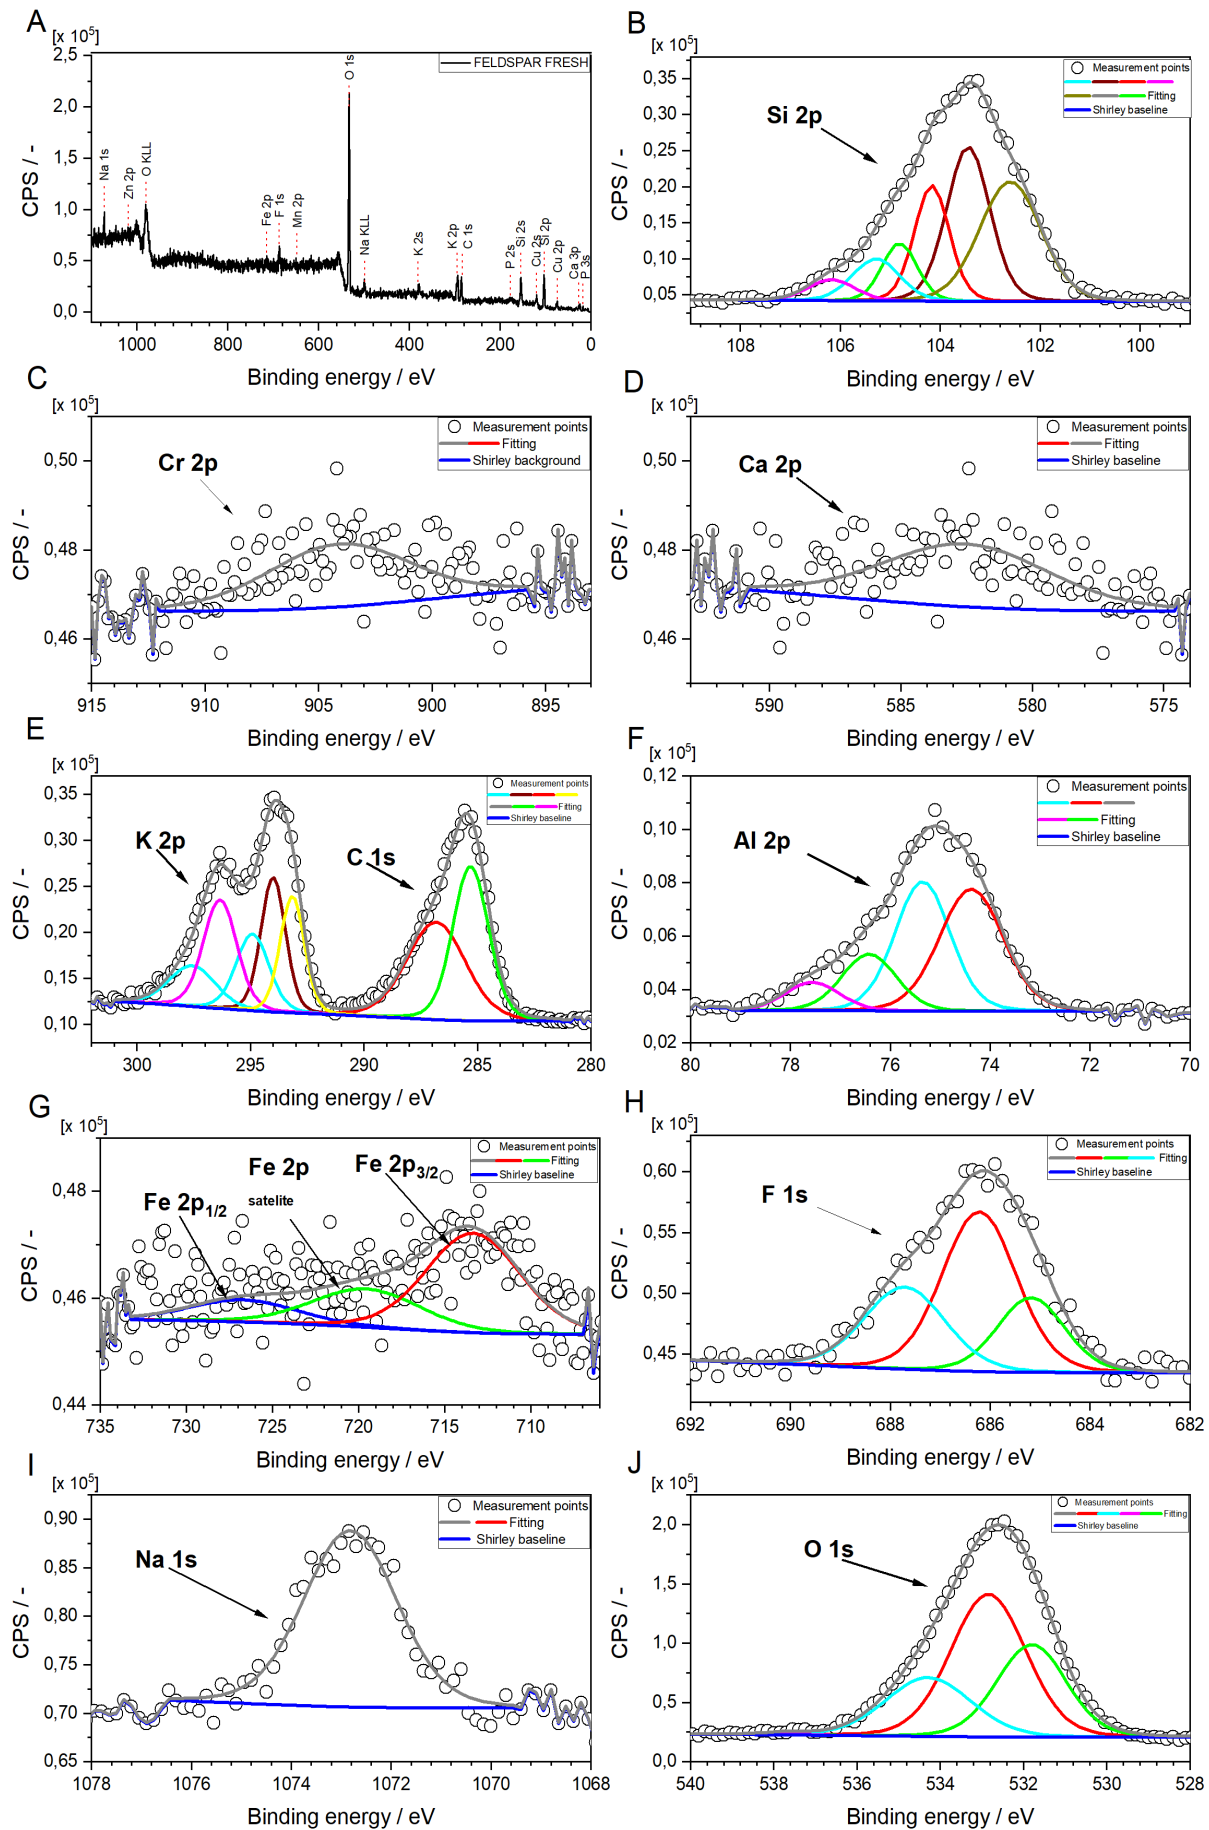 A
[x 10⁵]
2,5
2,0
1,5
1,0
0,5
0,0
CPS / -
FELDSPAR FRESH
Na 1s
Zn 2p
O KLL
Fe 2p
F 1s
Mn 2p
O 1s
Na KLL
K 2s
K 2p
C 1s
P 2s
Si 2s
Cu 2s
Si 2p
Cu 2p
Ca 3p
P 3s
1000 800 600 400 200 0
Binding energy / eV
B
[x 10⁵]
0,35
0,30
0,25
0,20
0,15
0,10
0,05
CPS / -
Si 2p
Measurement points
Fitting
Shirley baseline
108 106 104 102 100
Binding energy / eV
C
[x 10⁵]
0,50
0,48
0,46
CPS / -
Cr 2p
Measurement points
Fitting
Shirley background
915 910 905 900 895
Binding energy / eV
D
[x 10⁵]
0,50
0,48
0,46
CPS / -
Ca 2p
Measurement points
Fitting
Shirley baseline
590 585 580 575
Binding energy / eV
E
[x 10⁵]
0,35
0,30
0,25
0,20
0,15
0,10
CPS / -
K 2p
C 1s
Measurement points
Fitting
Shirley baseline
300 295 290 285 280
Binding energy / eV
F
[x 10⁵]
0,12
0,10
0,08
0,06
0,04
0,02
CPS / -
Al 2p
Measurement points
Fitting
Shirley baseline
80 78 76 74 72 70
Binding energy / eV
G
[x 10⁵]
0,48
0,46
0,44
CPS / -
Fe 2p1/2
Fe 2p
satelite
Fe 2p3/2
Measurement points
Fitting
Shirley baseline
735 730 725 720 715 710
Binding energy / eV
H
[x 10⁵]
0,60
0,55
0,50
0,45
CPS / -
F 1s
Measurement points
Fitting
Shirley baseline
692 690 688 686 684 682
Binding energy / eV
I
[x 10⁵]
0,90
0,85
0,80
0,75
0,70
0,65
CPS / -
Na 1s
Measurement points
Fitting
Shirley baseline
1078 1076 1074 1072 1070 1068
Binding energy / eV
J
[x 10⁵]
2,0
1,5
1,0
0,5
0,0
CPS / -
O 1s
Measurement points
Fitting
Shirley baseline
540 538 536 534 532 530 528
Binding energy / eV